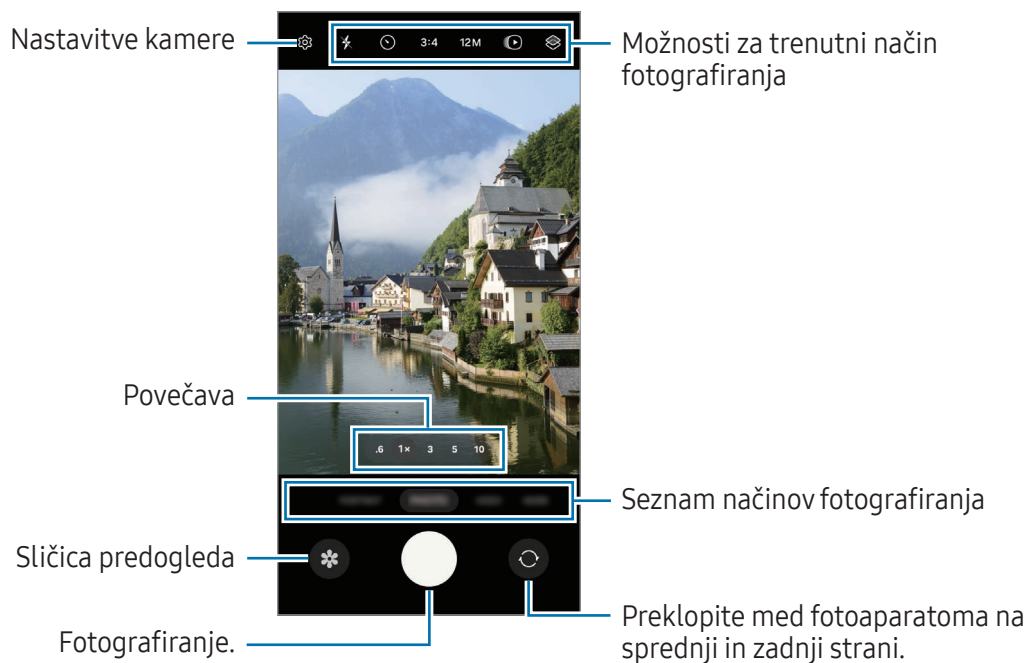 Nastavitve kamere
3:4 12M
Možnosti za trenutni način
fotografiranja
Povečava
.6 1× 3 5 10
Seznam načinov fotografiranja
Sličica predogleda
Fotografiranje.
Preklopite med fotoaparatoma na
sprednji in zadnji strani.